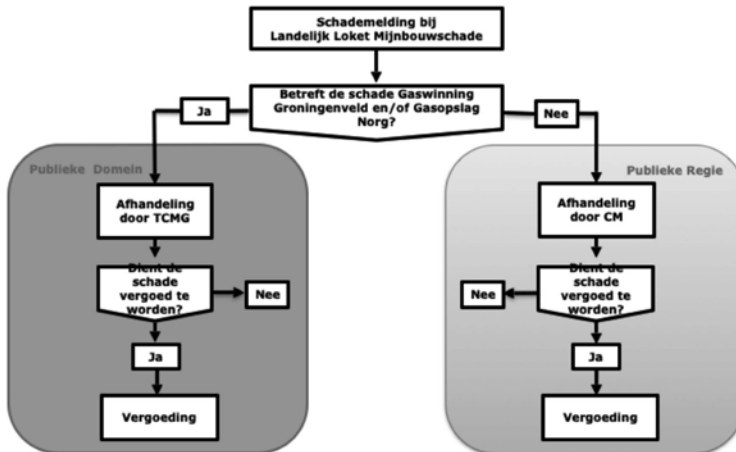 Schademelding bij
Landelijk Loket Mijnbouwschade
Betreft de schade Gaswinning
Groningenveld en/of Gasopslag
Norg?
Ja
Nee
Publieke Domein
Afhandeling
door TCMG
Dient de
schade
vergoed te
worden?
Nee
Ja
Vergoeding
Publieke Regie
Afhandeling
door CM
Dient de
schade
vergoed te
worden?
Nee
Ja
Vergoeding